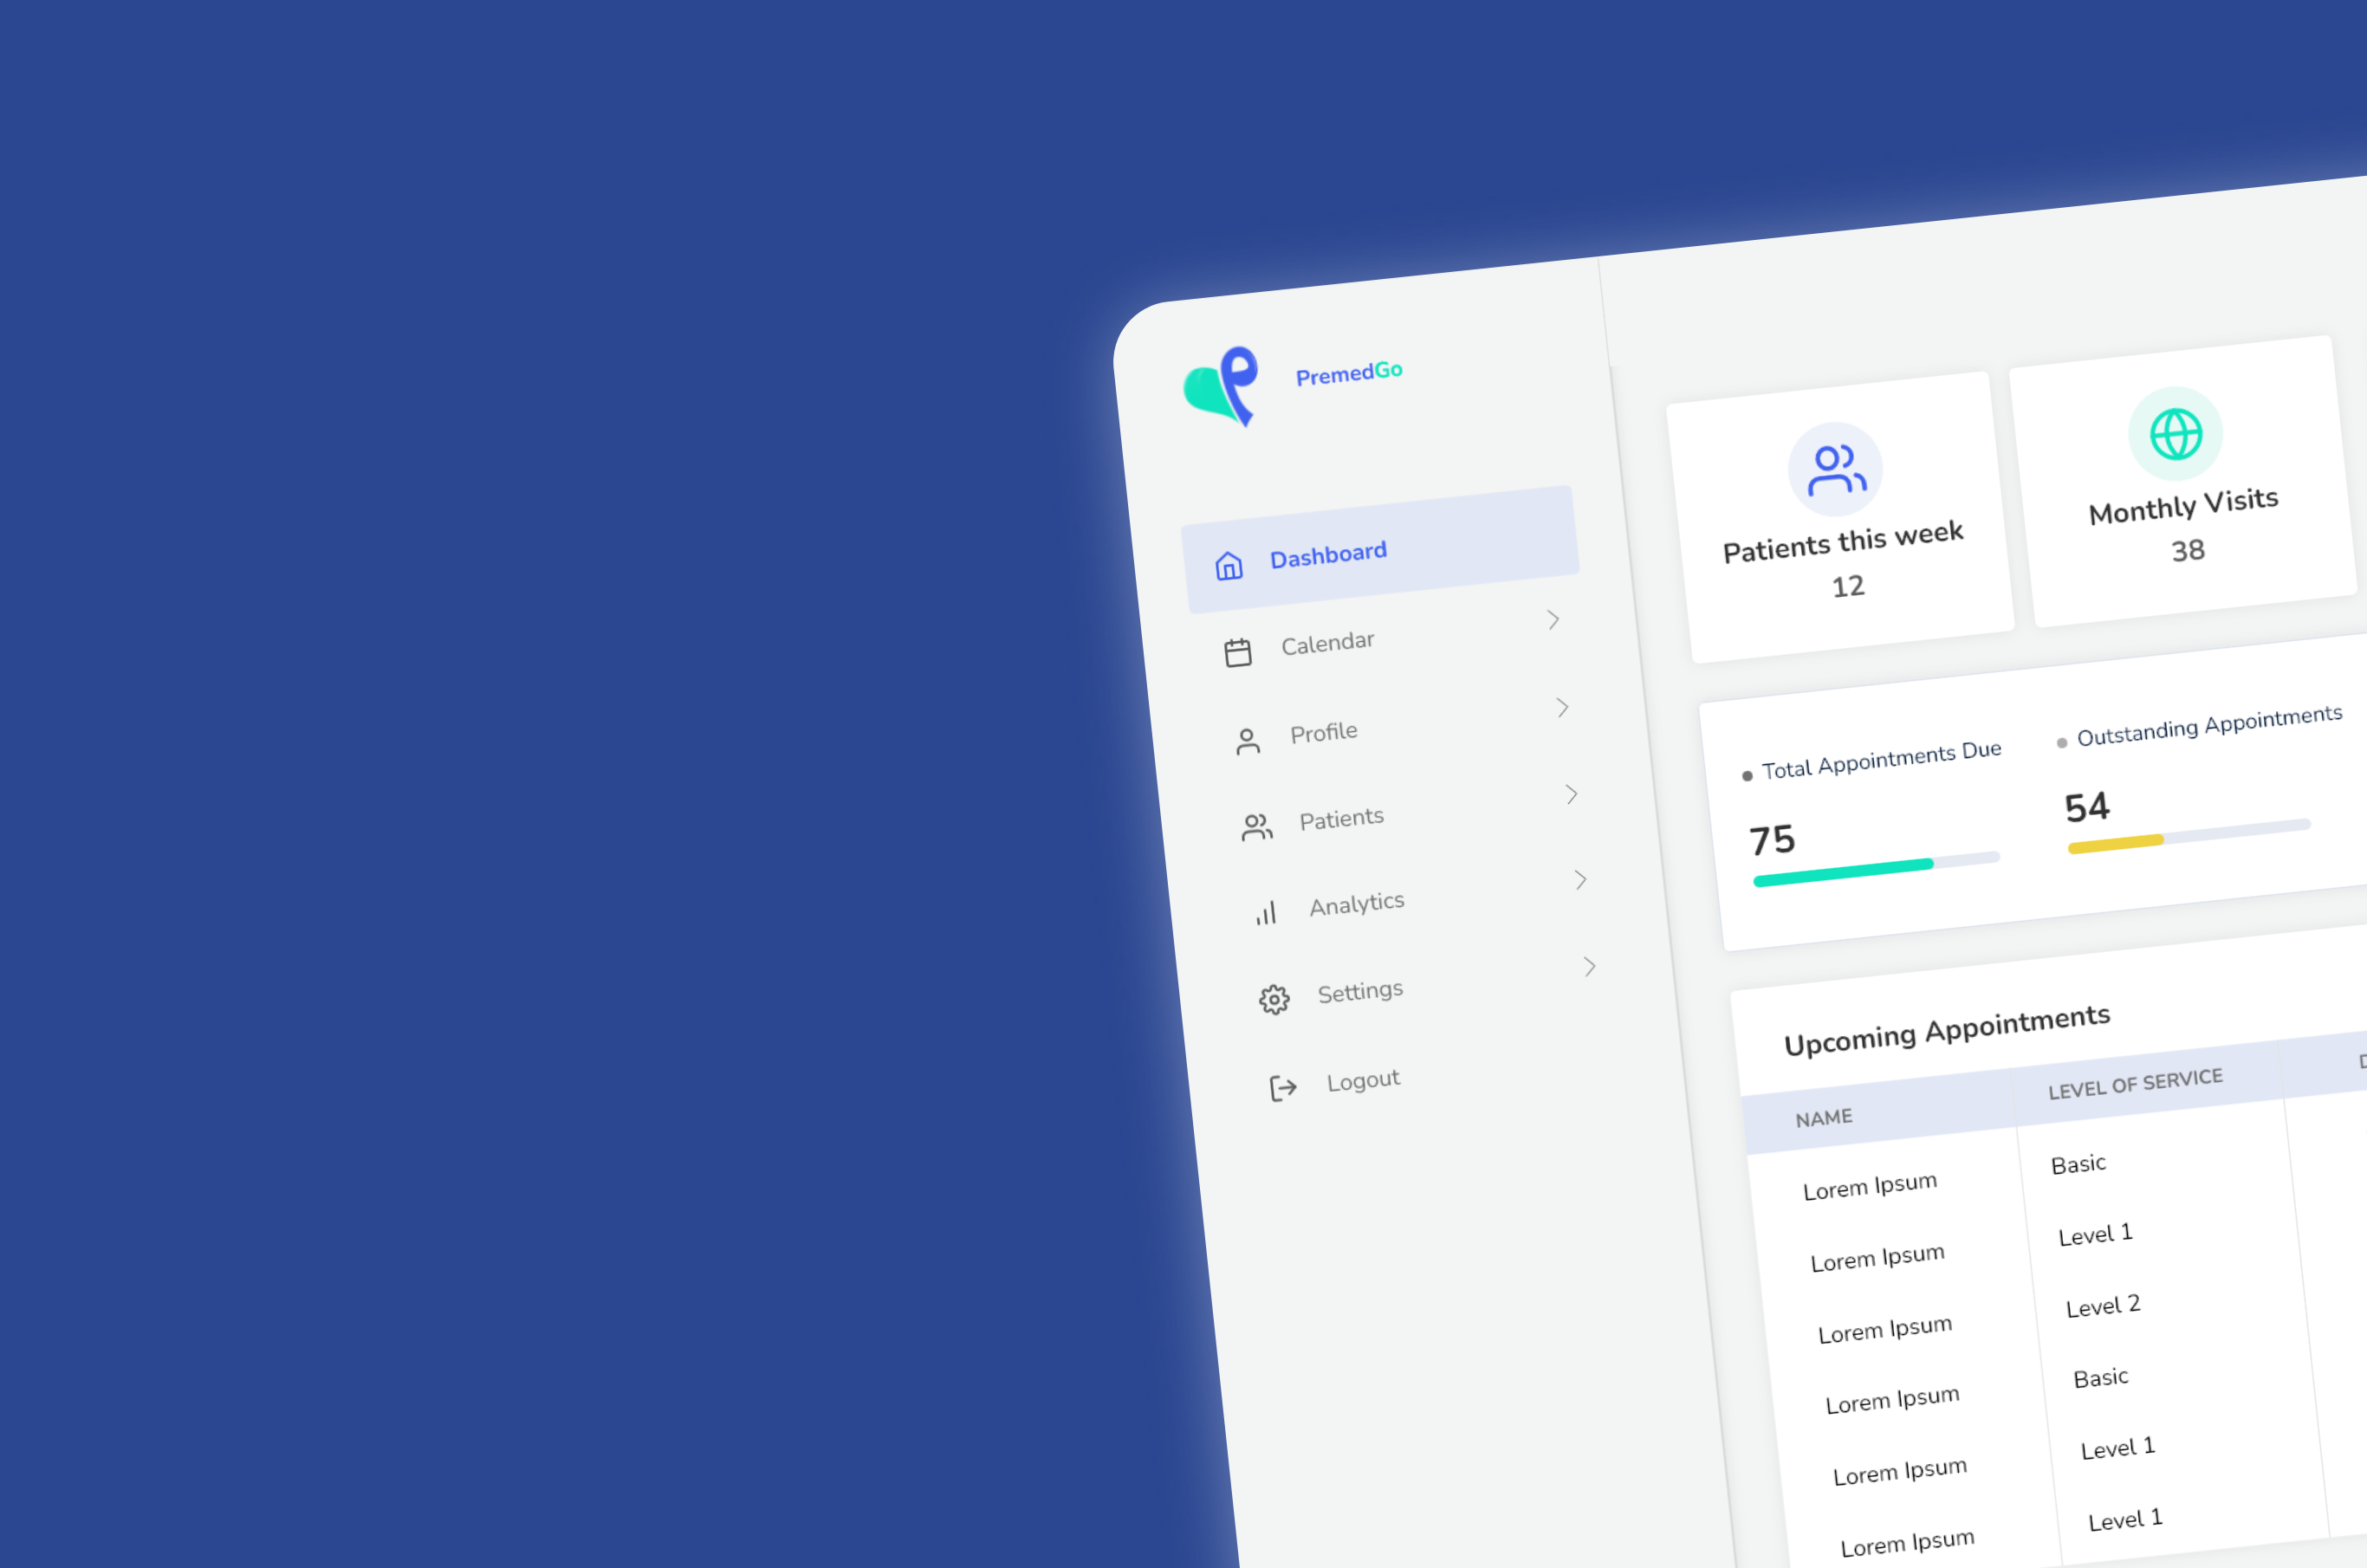 PremedGo
Dashboard
Calendar
Profile
Patients
Analytics
Settings
Logout
Patients this week
12
Monthly Visits
38
Total Appointments Due
75
Outstanding Appointments
54
Upcoming Appointments
NAME LEVEL OF SERVICE
Lorem Ipsum Basic
Lorem Ipsum Level 1
Lorem Ipsum Level 2
Lorem Ipsum Basic
Lorem Ipsum Level 1
Lorem Ipsum Level 1